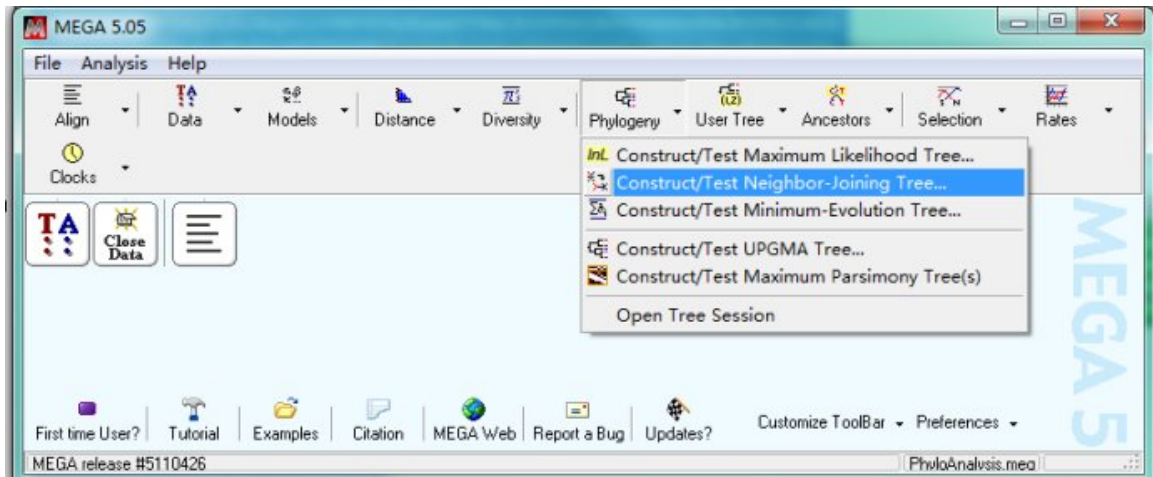 MEGA 5.05
File Analysis Help
Align Data Models Distance Diversity Phylogeny User Tree Ancestors Selection Rates
Clocks
Construct/Test Maximum Likelihood Tree...
Construct/Test Neighbor-Joining Tree...
Construct/Test Minimum-Evolution Tree...
Construct/Test UPGMA Tree...
Construct/Test Maximum Parsimony Tree(s)
Open Tree Session
TA
Close
Data
MEGA 5
First time User? Tutorial Examples Citation MEGA Web Report a Bug Updates? Customize ToolBar Preferences
MEGA release #5110426 PhyloAnalysis.meg